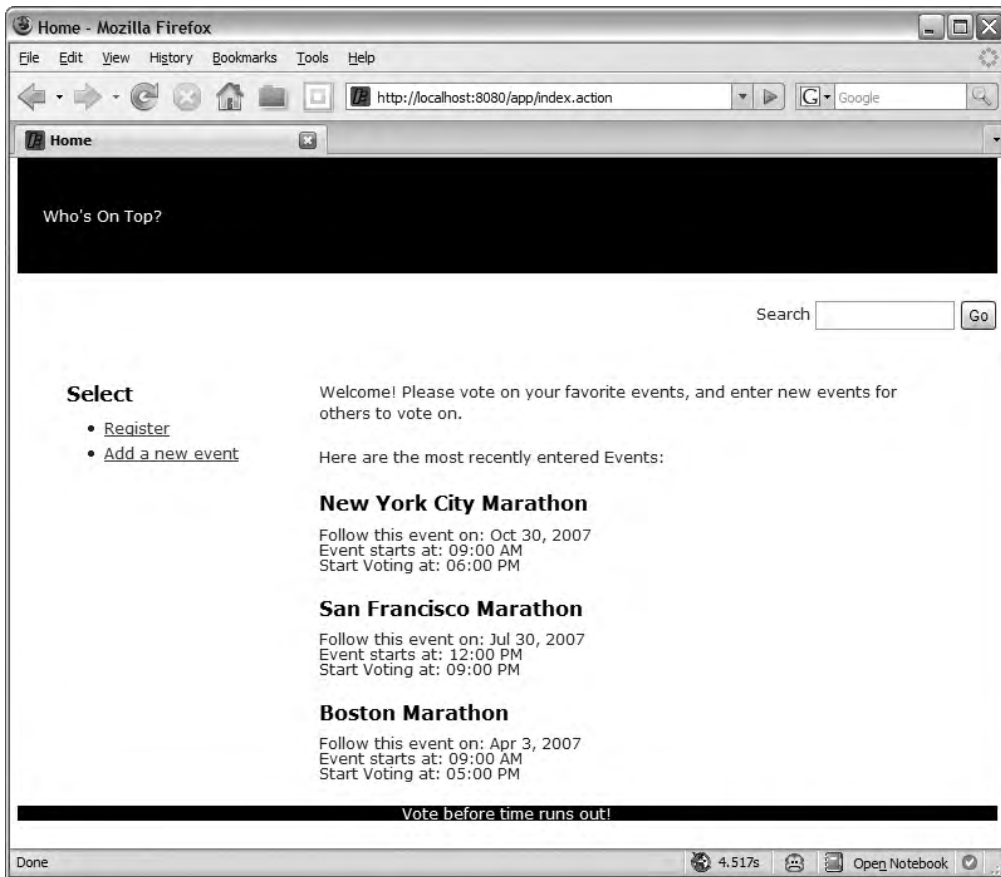 Home - Mozilla Firefox
File Edit View History Bookmarks Tools Help
http://localhost:8080/app/index.action
G Google
Home
Who's On Top?
Search Go
Select
Register
Add a new event
Welcome! Please vote on your favorite events, and enter new events for
others to vote on.
Here are the most recently entered Events:
New York City Marathon
Follow this event on: Oct 30, 2007
Event starts at: 09:00 AM
Start Voting at: 06:00 PM
San Francisco Marathon
Follow this event on: Jul 30, 2007
Event starts at: 12:00 PM
Start Voting at: 09:00 PM
Boston Marathon
Follow this event on: Apr 3, 2007
Event starts at: 09:00 AM
Start Voting at: 05:00 PM
Vote before time runs out!
Done 4.517s Open Notebook